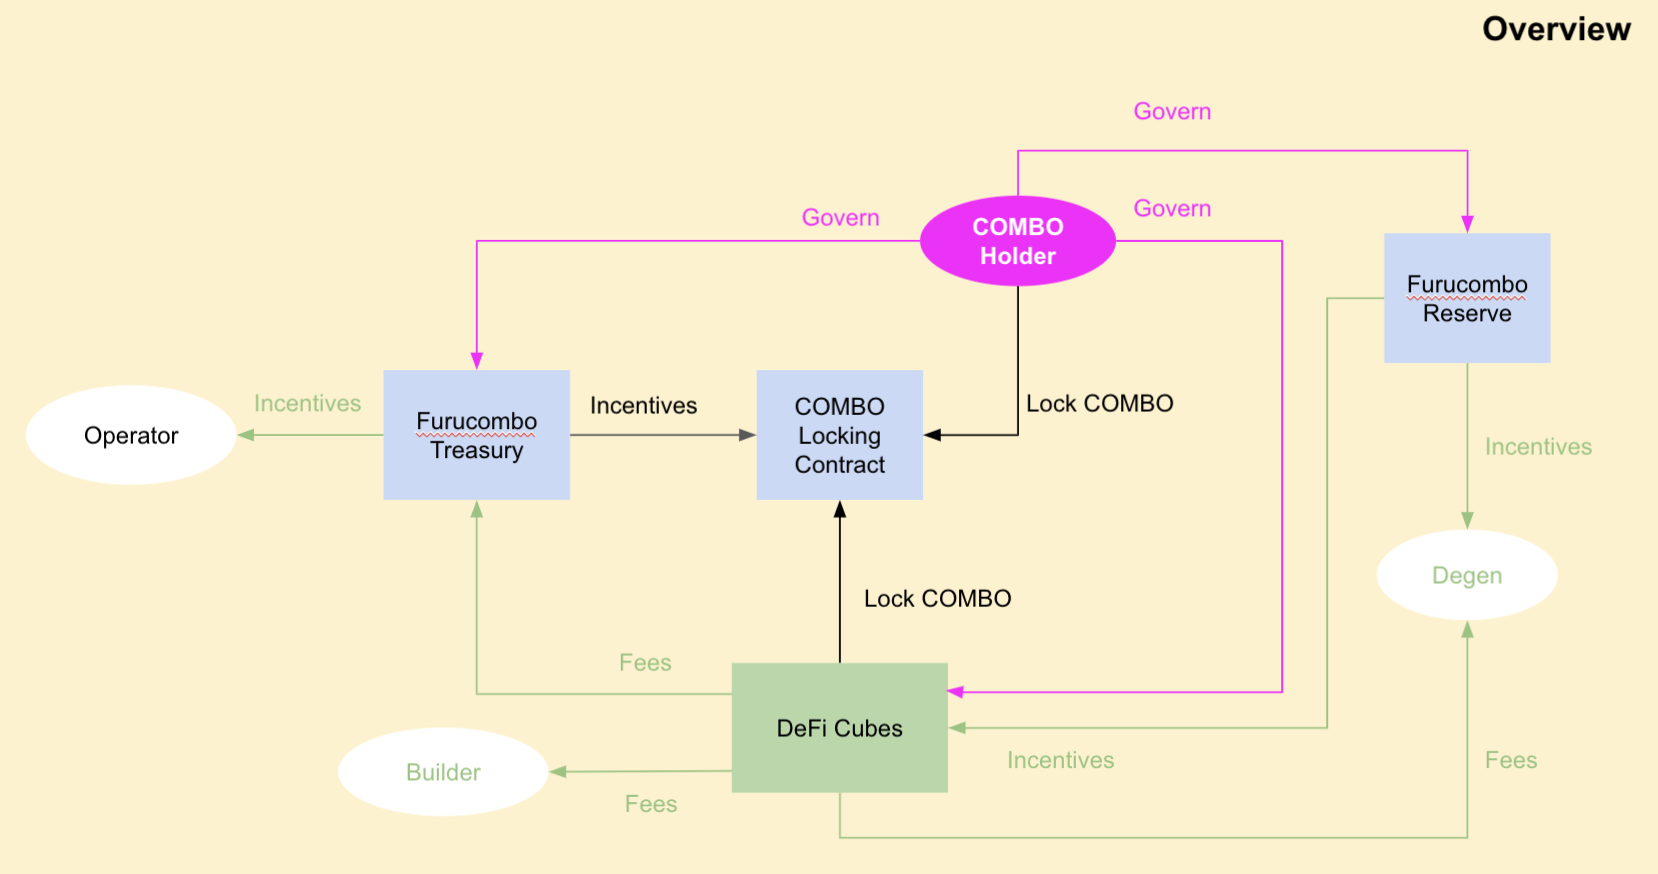 Overview
Govern
Govern
Govern
COMBO
Holder
Furucombo
Reserve
Incentives
Operator
Furucombo
Treasury
Incentives
COMBO
Locking
Contract
Lock COMBO
Incentives
Degen
Lock COMBO
Fees
DeFi Cubes
Builder
Fees
Incentives
Fees